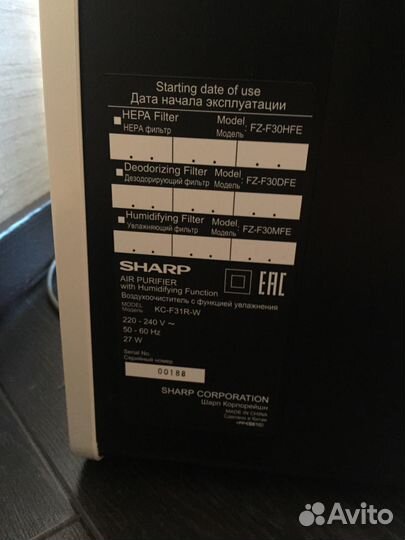 Starting date of use
Дата начала эксплуатации
HEPA Filter Model : FZ-F30HFE
HEPA фильтр Модель
Deodorizing Filter Model : FZ-F30DFE
Дезодорирующий фильтр Модель
Humidifying Filter Model : FZ-F30MFE
Увлажняющий фильтр Модель
SHARP
EAC
AIR PURIFIER
with Humidifying Function
Воздухоочиститель с функцией увлажнения
MODEL KC-F31R-W
Модель
220 - 240 V ~
50 - 60 Hz
27 W
Serial No.
Серийный номер
00188
SHARP CORPORATION
Шарп Корпорейшн
MADE IN CHINA
Сделано в Китае
Avito